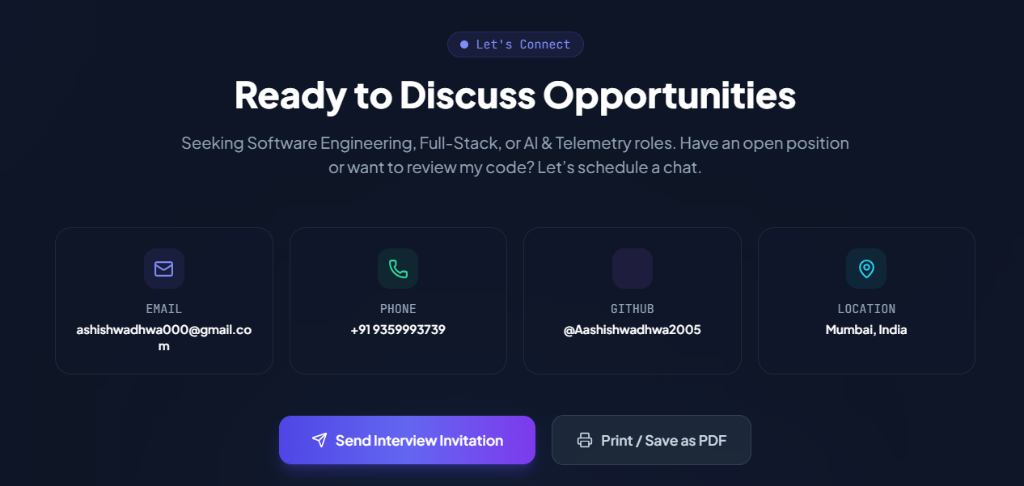 Let's Connect
Ready to Discuss Opportunities
Seeking Software Engineering, Full-Stack, or AI & Telemetry roles. Have an open position
or want to review my code? Let's schedule a chat.
EMAIL
ashishwadhwa000@gmail.co
m
PHONE
+91 9359993739
GITHUB
@Aashishwadhwa2005
LOCATION
Mumbai, India
Send Interview Invitation
Print / Save as PDF